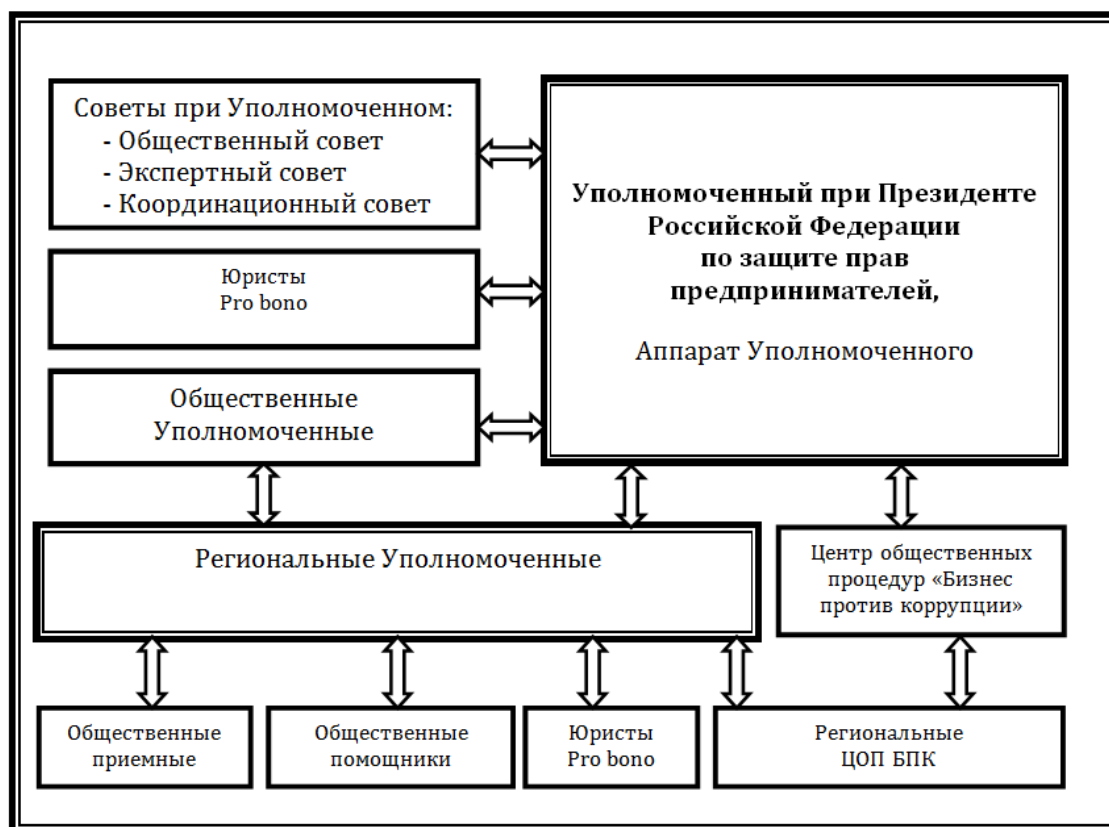 Советы при Уполномоченном:
- Общественный совет
- Экспертный совет
- Координационный совет
Уполномоченный при Президенте
Российской Федерации
по защите прав
предпринимателей,
Аппарат Уполномоченного
Юристы
Pro bono
Общественные
Уполномоченные
Региональные Уполномоченные
Центр общественных
процедур «Бизнес
против коррупции»
Общественные
приемные
Общественные
помощники
Юристы
Pro bono
Региональные
ЦОП БПК